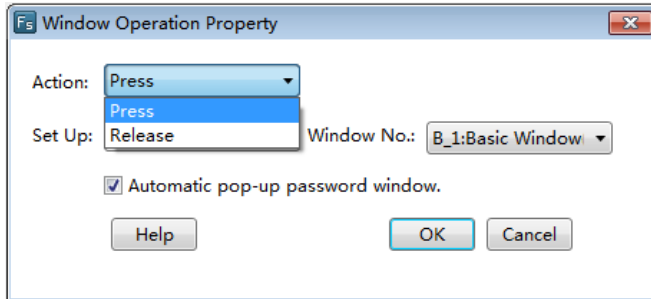 Fs Window Operation Property
Action: Press
Press
Set Up: Release Window No.: B_1:Basic Window
Automatic pop-up password window.
Help OK Cancel